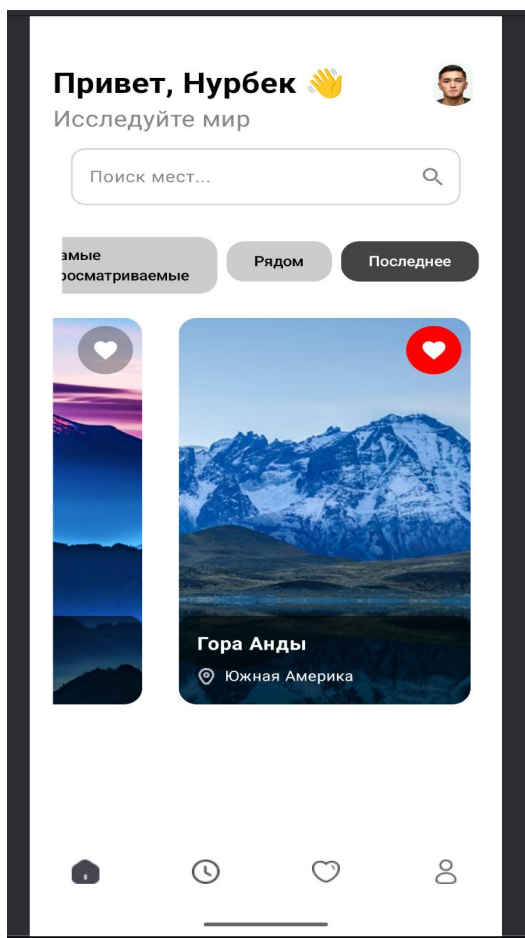 Привет, Нурбек 👋
Исследуйте мир
Поиск мест...
амые
росматриваемые
Рядом
Последнее
Гора Анды
Южная Америка